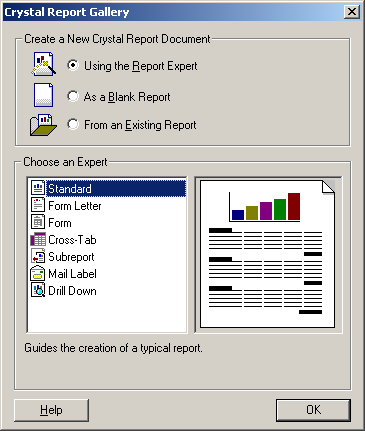 Crystal Report Gallery
Create a New Crystal Report Document
Using the Report Expert
As a Blank Report
From an Existing Report
Choose an Expert
Standard
Form Letter
Form
Cross-Tab
Subreport
Mail Label
Drill Down
Guides the creation of a typical report.
Help
OK